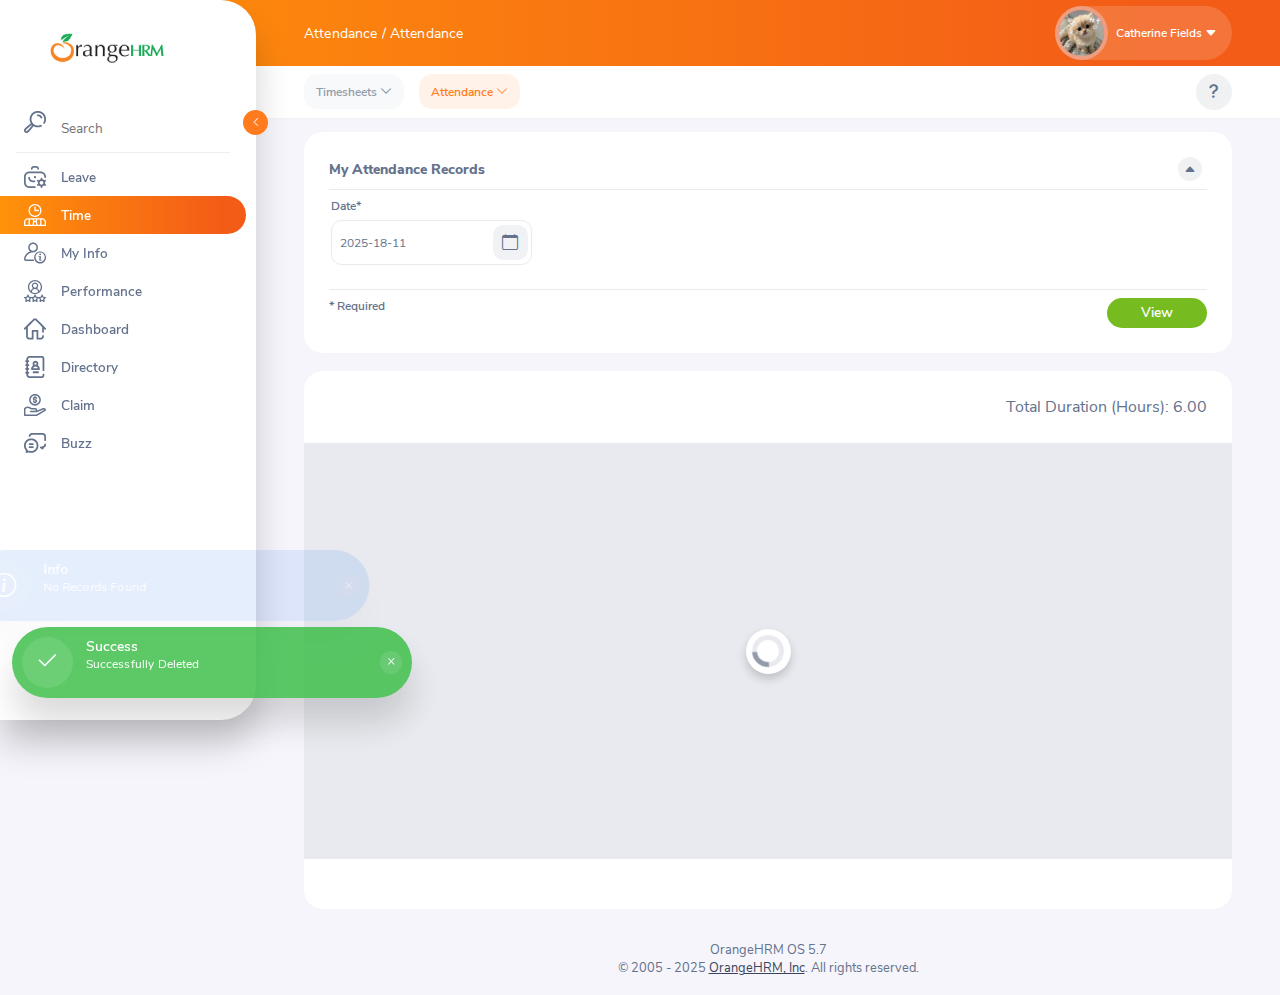 OrangeHRM
Attendance / Attendance
Catherine Fields
Timesheets
Attendance
?
Search
Leave
Time
My Info
Performance
Dashboard
Directory
Claim
Buzz
My Attendance Records
Date*
2025-18-11
* Required
View
Total Duration (Hours): 6.00
Info
No Records Found
×
Success
Successfully Deleted
×
OrangeHRM OS 5.7
© 2005 - 2025 OrangeHRM, Inc. All rights reserved.